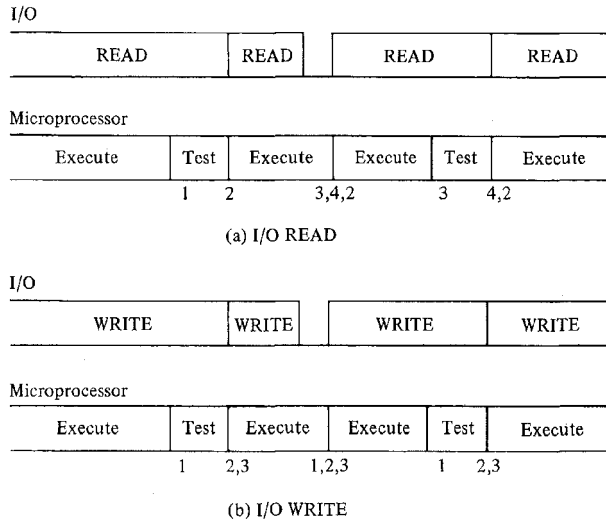 I/O
READ READ READ READ
Microprocessor
Execute Test Execute Execute Test Execute
1 2 3,4,2 3 4,2
(a) I/O READ
I/O
WRITE WRITE WRITE WRITE
Microprocessor
Execute Test Execute Execute Test Execute
1 2,3 1,2,3 1 2,3
(b) I/O WRITE